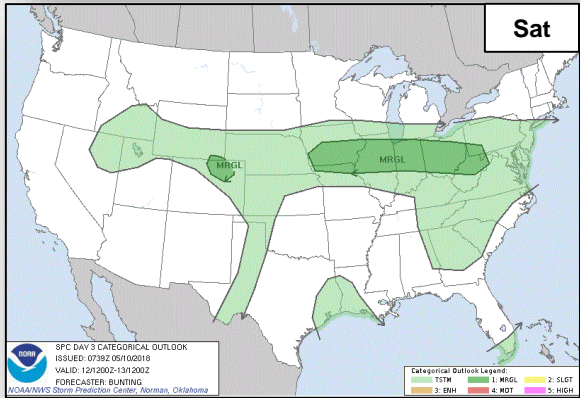 Sat
MRGL
MRGL
noaa
SPC DAY 3 CATEGORICAL OUTLOOK
ISSUED: 0739Z 05/10/2018
VALID: 12/1200Z-13/1200Z
FORECASTER: BUNTING
NOAA/NWS Storm Prediction Center, Norman, Oklahoma
Categorical Outlook Legend:
TSTM 1: MRGL 2: SLGT
3: ENH 4: MDT 5: HIGH